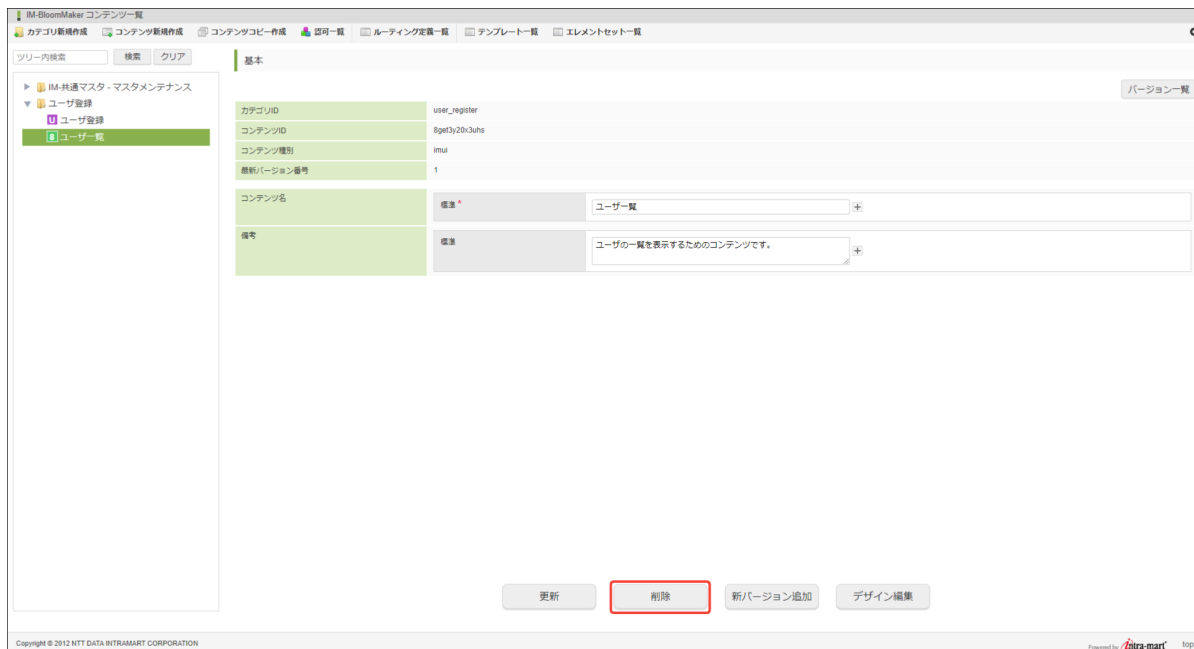 IM-BloomMaker コンテンツ一覧
カテゴリ新規作成 コンテンツ新規作成 コンテンツコピー作成 認可一覧 ルーティング定義一覧 テンプレート一覧 エレメントセット一覧
ツリー内検索 検索 クリア
基本
IM-共通マスタ - マスタメンテナンス
ユーザ登録
U ユーザ登録
8 ユーザ一覧
バージョン一覧
カテゴリID user_register
コンテンツID 8get3y20x3uhs
コンテンツ種別 imui
最新バージョン番号 1
コンテンツ名 標準 * ユーザ一覧
備考 標準 ユーザの一覧を表示するためのコンテンツです。
更新 削除 新バージョン追加 デザイン編集
Copyright © 2012 NTT DATA INTRAMART CORPORATION
Powered by intra-mart top